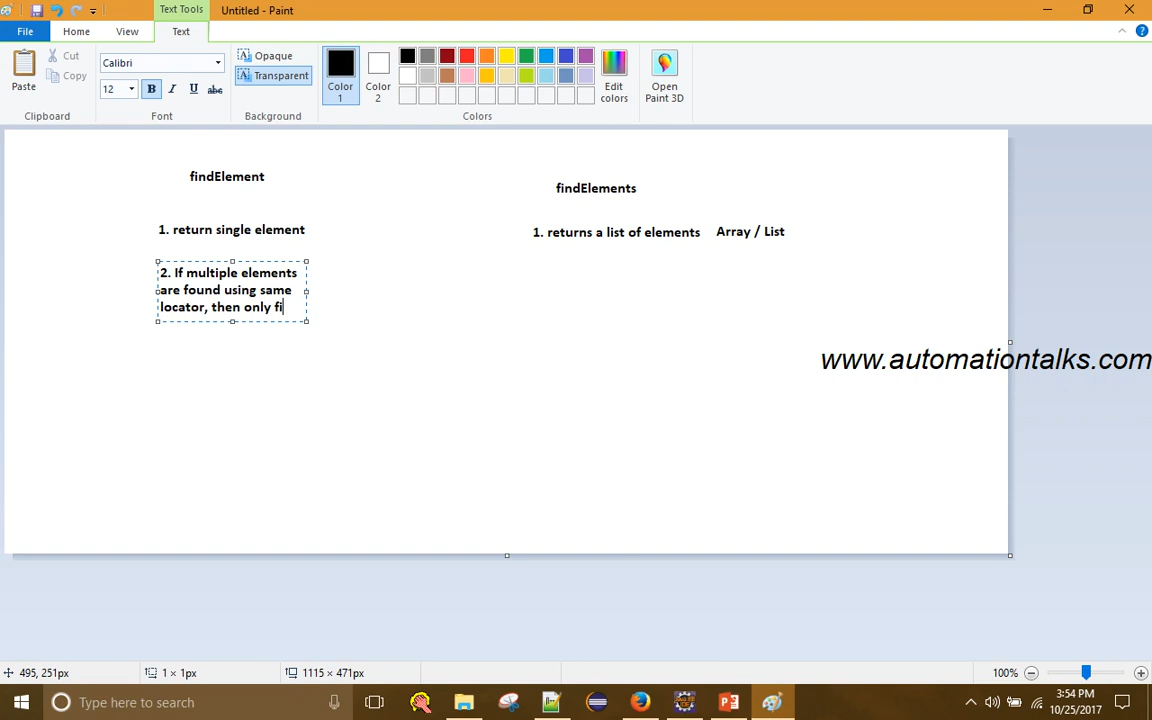 Text Tools
Untitled - Paint
File
Home
View
Text
Paste
Cut
Copy
Clipboard
Calibri
12
B
I
U
abc
Font
A
Opaque
A
Transparent
Background
Color
1
Color
2
Edit
colors
Colors
Open
Paint 3D
findElement
1. return single element
2. If multiple elements
are found using same
locator, then only fi
findElements
1. returns a list of elements
Array / List
www.automationtalks.com
495, 251px
1 × 1px
1115 × 471px
100%
Type here to search
3:54 PM
10/25/2017